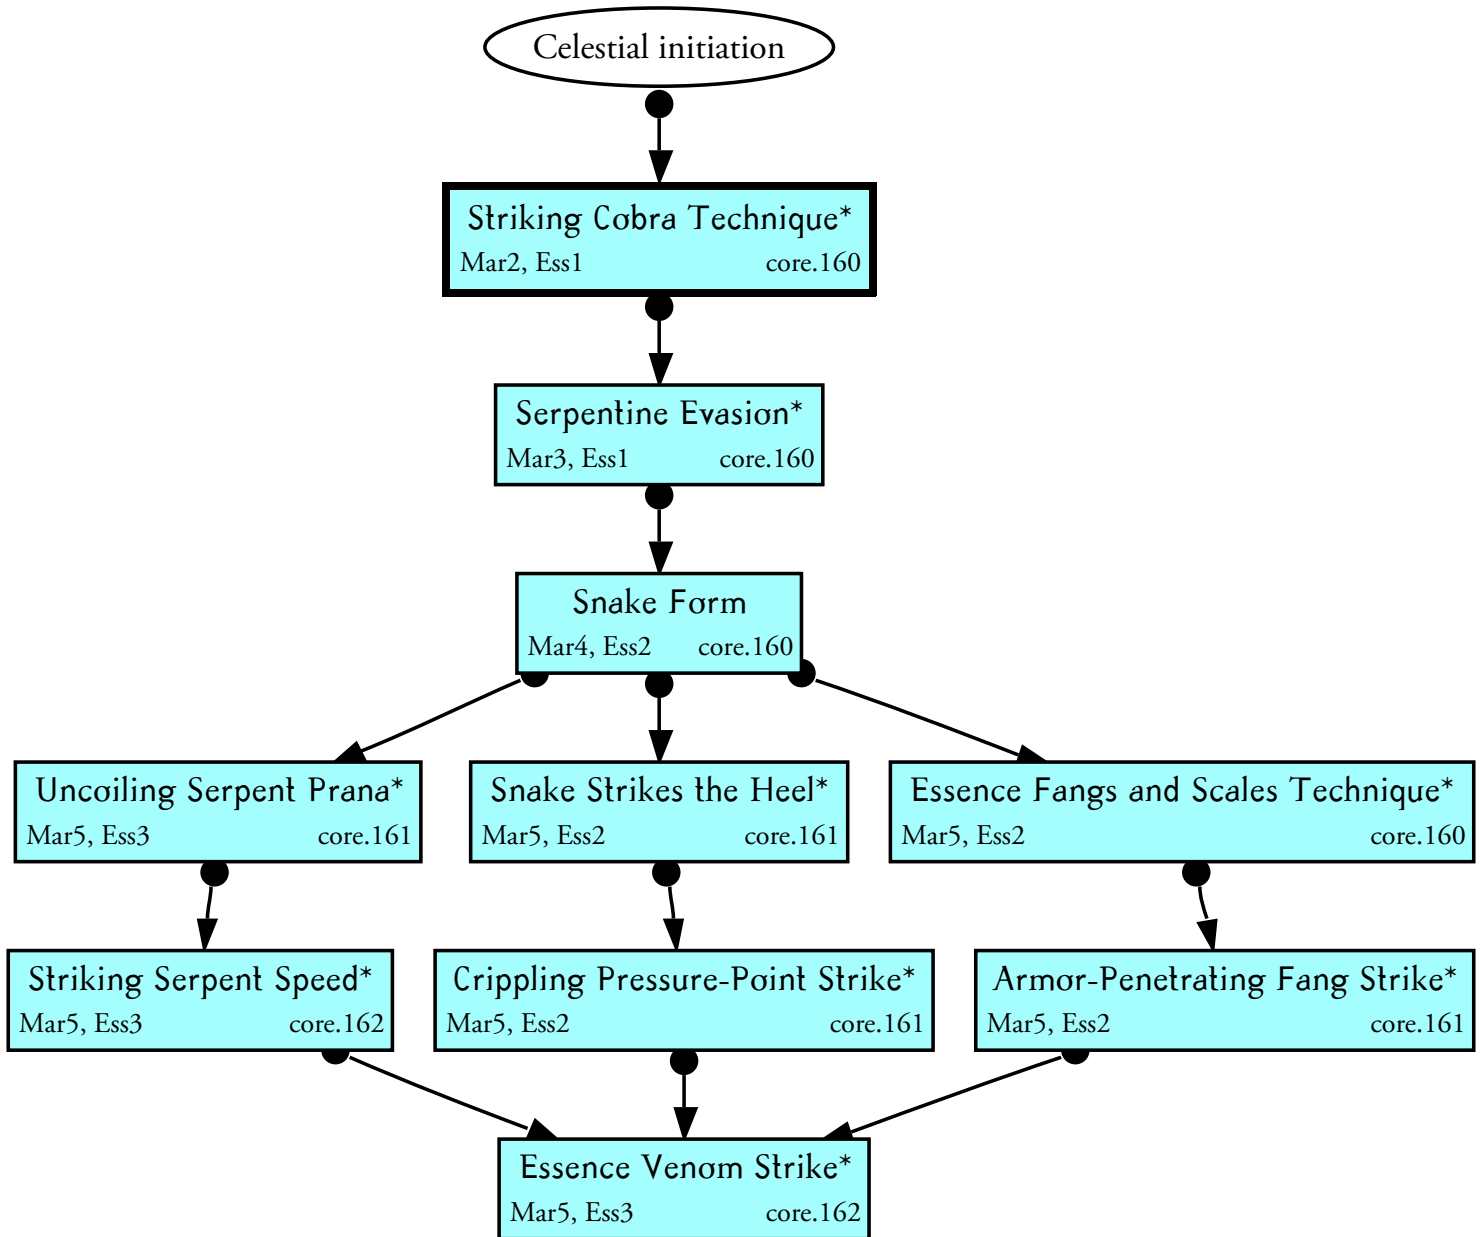 Celestial initiation
Striking Cobra Technique*
Mar2, Ess1 core.160
Serpentine Evasion*
Mar3, Ess1 core.160
Snake Form
Mar4, Ess2 core.160
Uncoiling Serpent Prana*
Mar5, Ess3 core.161
Snake Strikes the Heel*
Mar5, Ess2 core.161
Essence Fangs and Scales Technique*
Mar5, Ess2 core.160
Striking Serpent Speed*
Mar5, Ess3 core.162
Crippling Pressure-Point Strike*
Mar5, Ess2 core.161
Armor-Penetrating Fang Strike*
Mar5, Ess2 core.161
Essence Venom Strike*
Mar5, Ess3 core.162